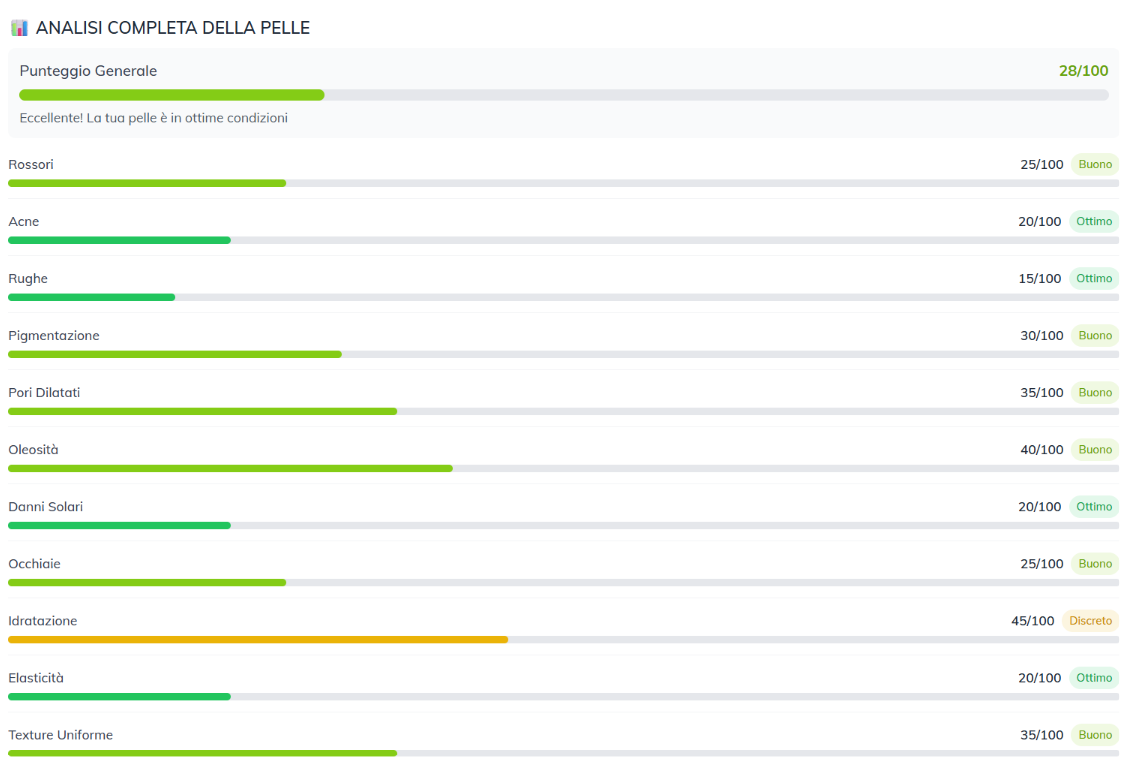 ANALISI COMPLETA DELLA PELLE
Punteggio Generale 28/100
Eccellente! La tua pelle è in ottime condizioni
Rossori 25/100 Buono
Acne 20/100 Ottimo
Rughe 15/100 Ottimo
Pigmentazione 30/100 Buono
Pori Dilatati 35/100 Buono
Oleosità 40/100 Buono
Danni Solari 20/100 Ottimo
Occhiaie 25/100 Buono
Idratazione 45/100 Discreto
Elasticità 20/100 Ottimo
Texture Uniforme 35/100 Buono